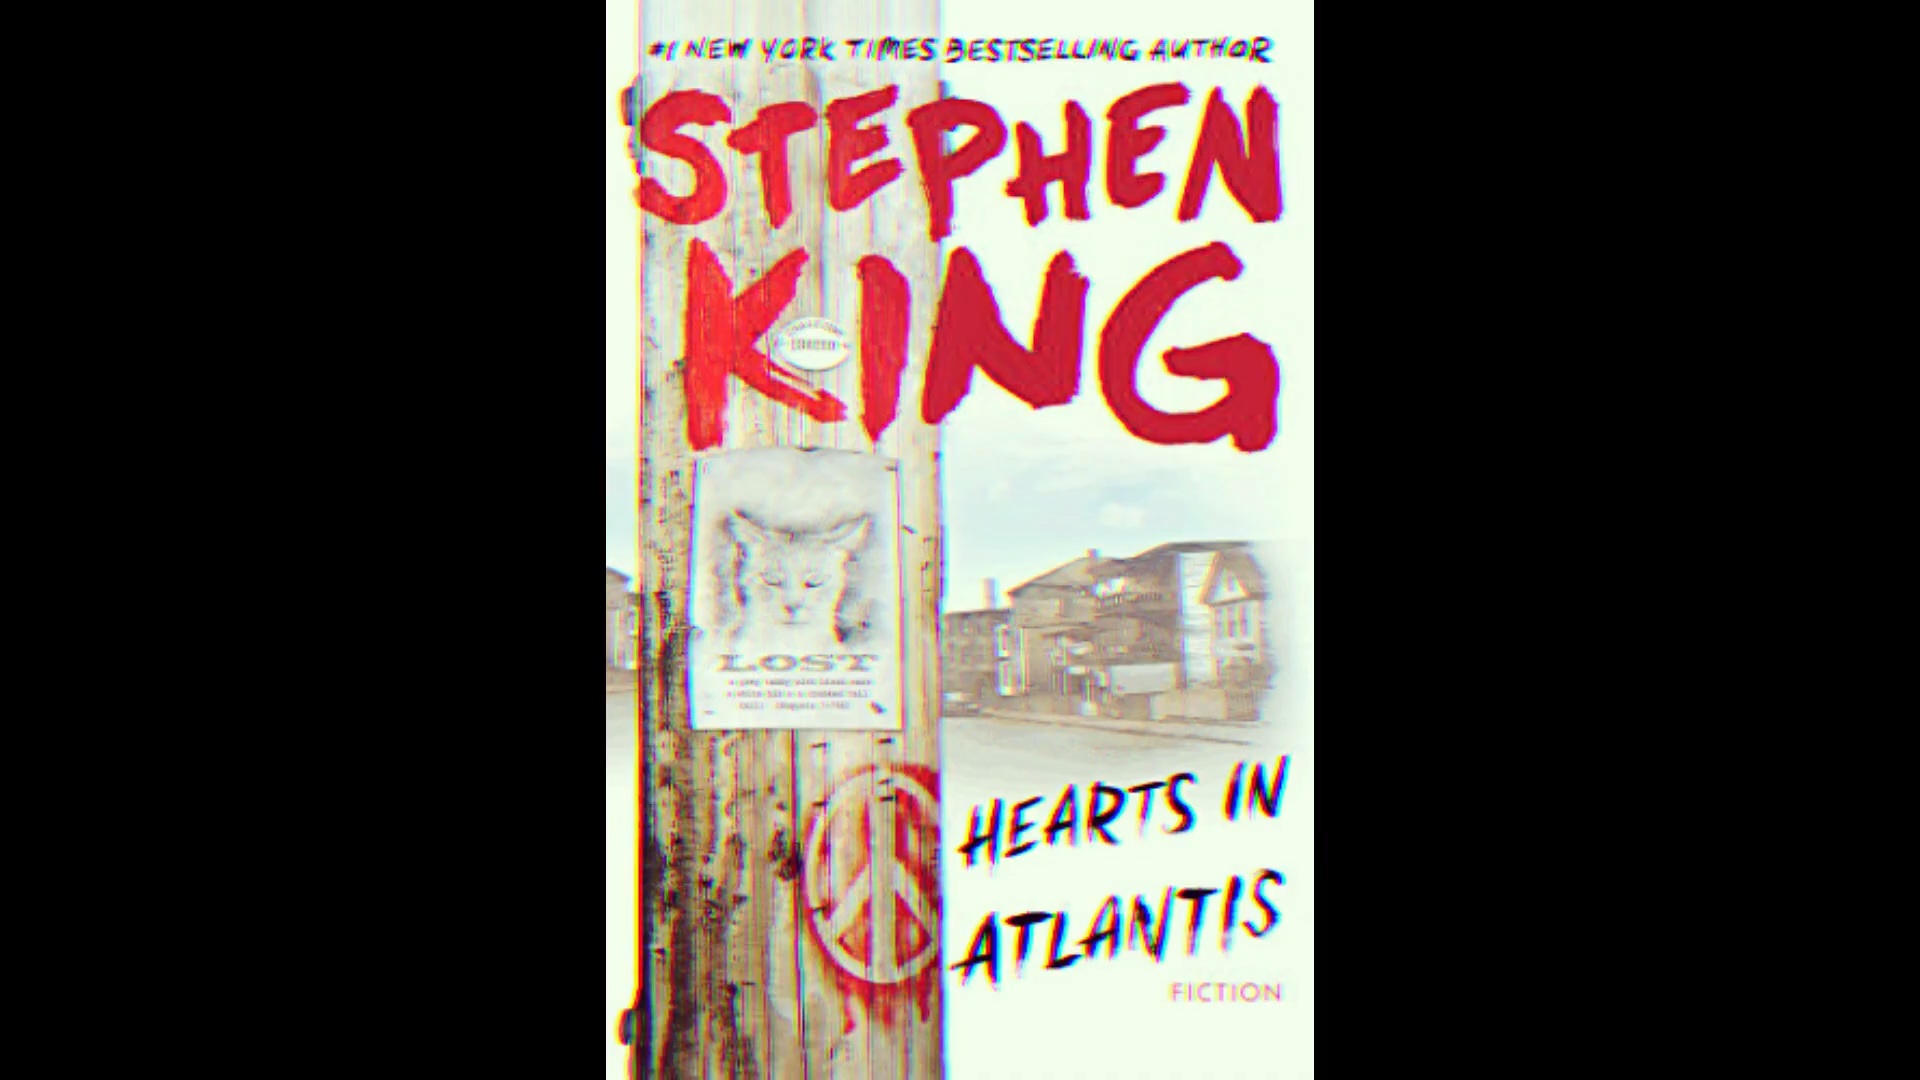 #1 NEW YORK TIMES BESTSELLING AUTHOR
STEPHEN
KING
LOST
HEARTS IN
ATLANTIS
FICTION